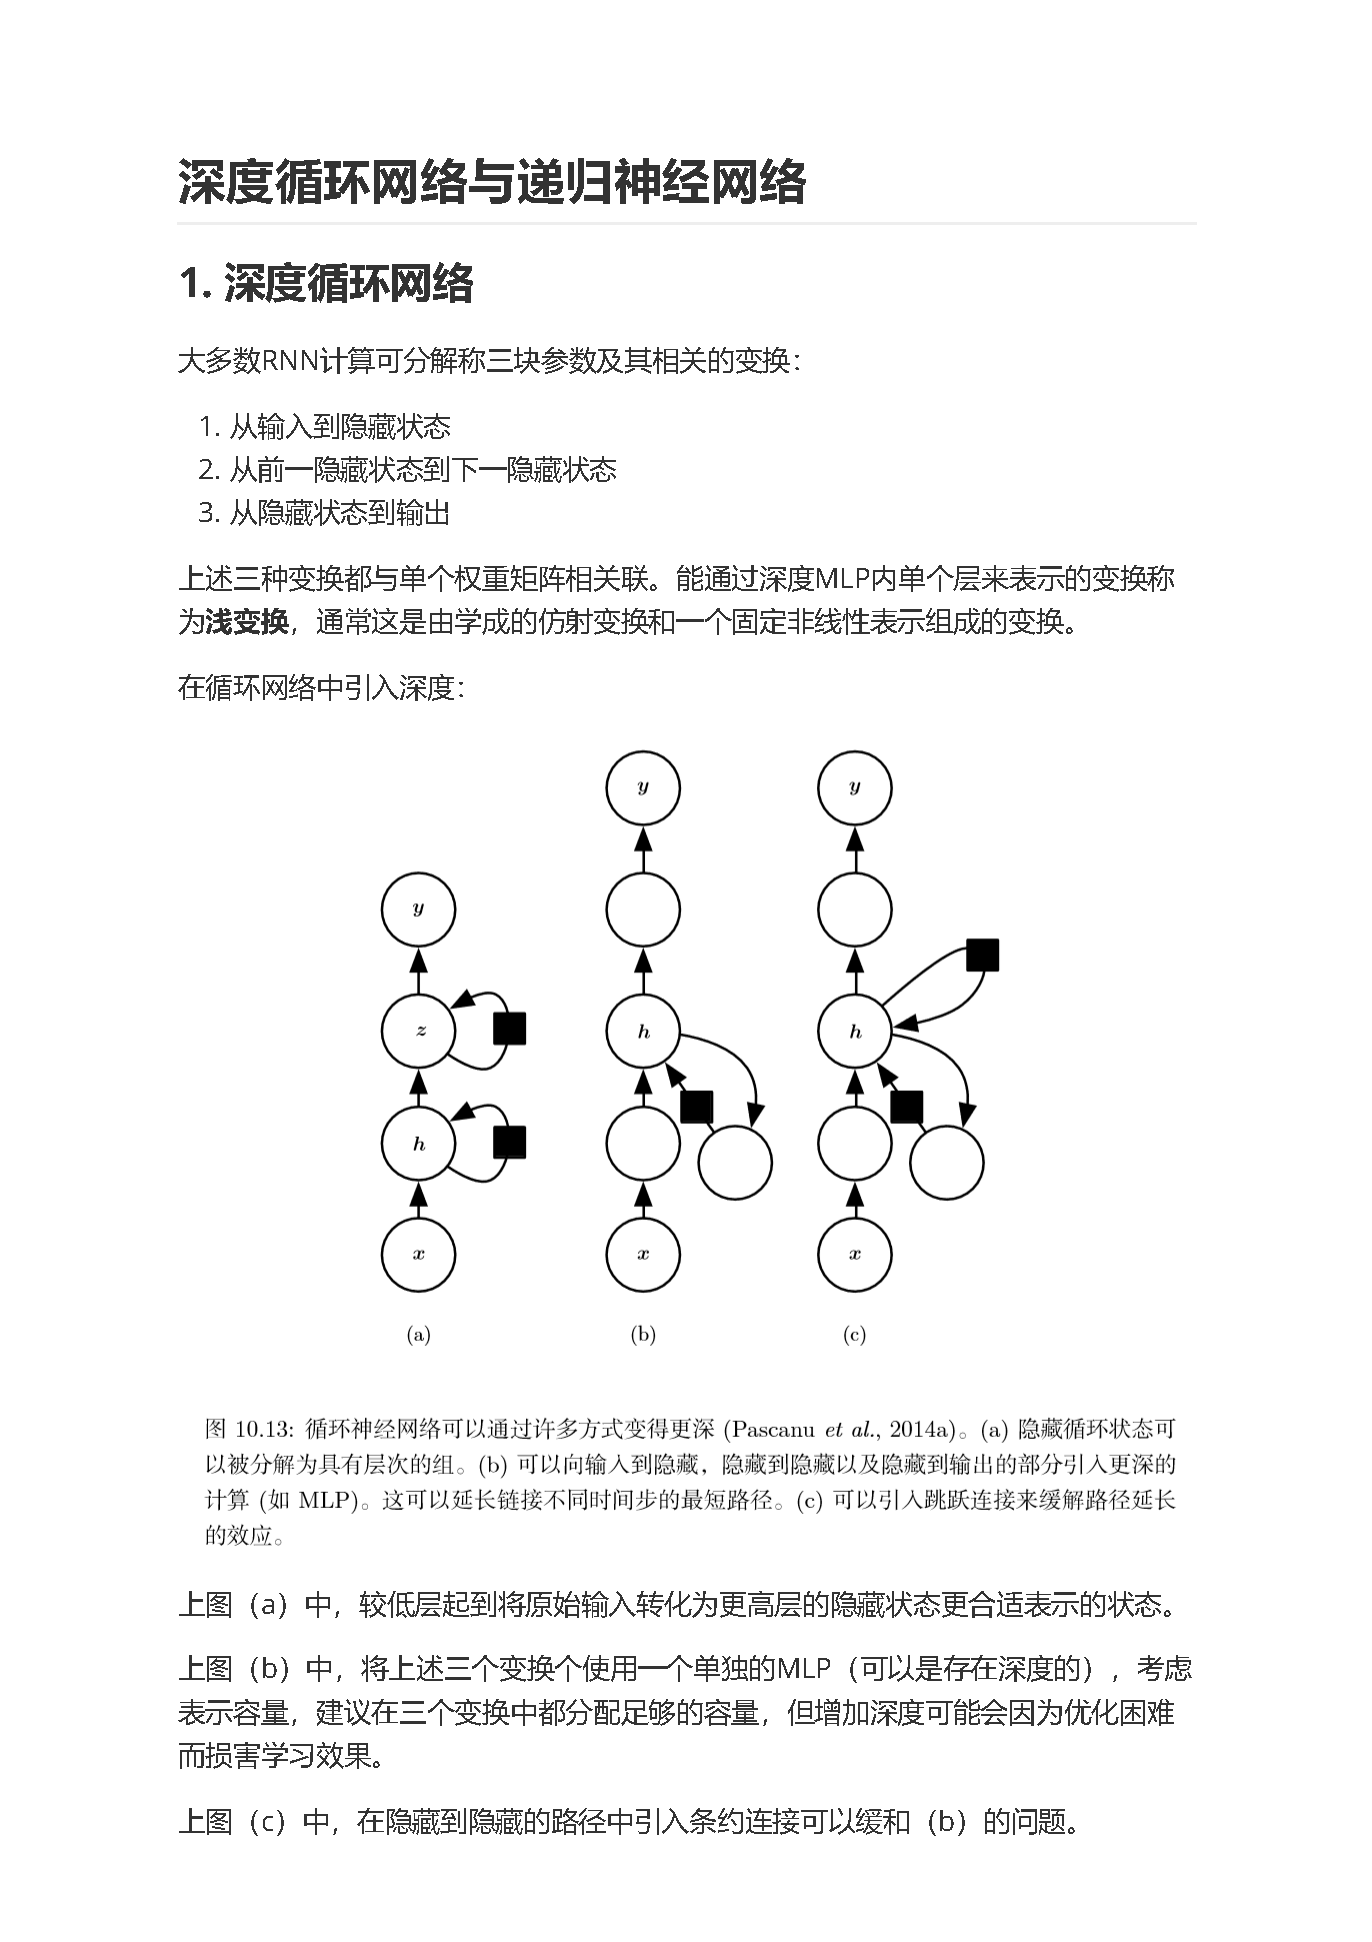 深度循环网络与递归神经网络
1. 深度循环网络
大多数RNN计算可分解称三块参数及其相关的变换：
1. 从输入到隐藏状态
2. 从前一隐藏状态到下一隐藏状态
3. 从隐藏状态到输出
上述三种变换都与单个权重矩阵相关联。能通过深度MLP内单个层来表示的变换称
为浅变换，通常这是由学成的仿射变换和一个固定非线性表示组成的变换。
在循环网络中引入深度：
y y
y
z h h
h
x x x
(a) (b) (c)
图 10.13: 循环神经网络可以通过许多方式变得更深 (Pascanu et al., 2014a)。(a) 隐藏循环状态可
以被分解为具有层次的组。(b) 可以向输入到隐藏，隐藏到隐藏以及隐藏到输出的部分引入更深的
计算 (如 MLP)。这可以延长链接不同时间步的最短路径。(c) 可以引入跳跃连接来缓解路径延长
的效应。
上图（a）中，较低层起到将原始输入转化为更高层的隐藏状态更合适表示的状态。
上图（b）中，将上述三个变换个使用一个单独的MLP（可以是存在深度的），考虑
表示容量，建议在三个变换中都分配足够的容量，但增加深度可能会因为优化困难
而损害学习效果。
上图（c）中，在隐藏到隐藏的路径中引入条约连接可以缓和（b）的问题。